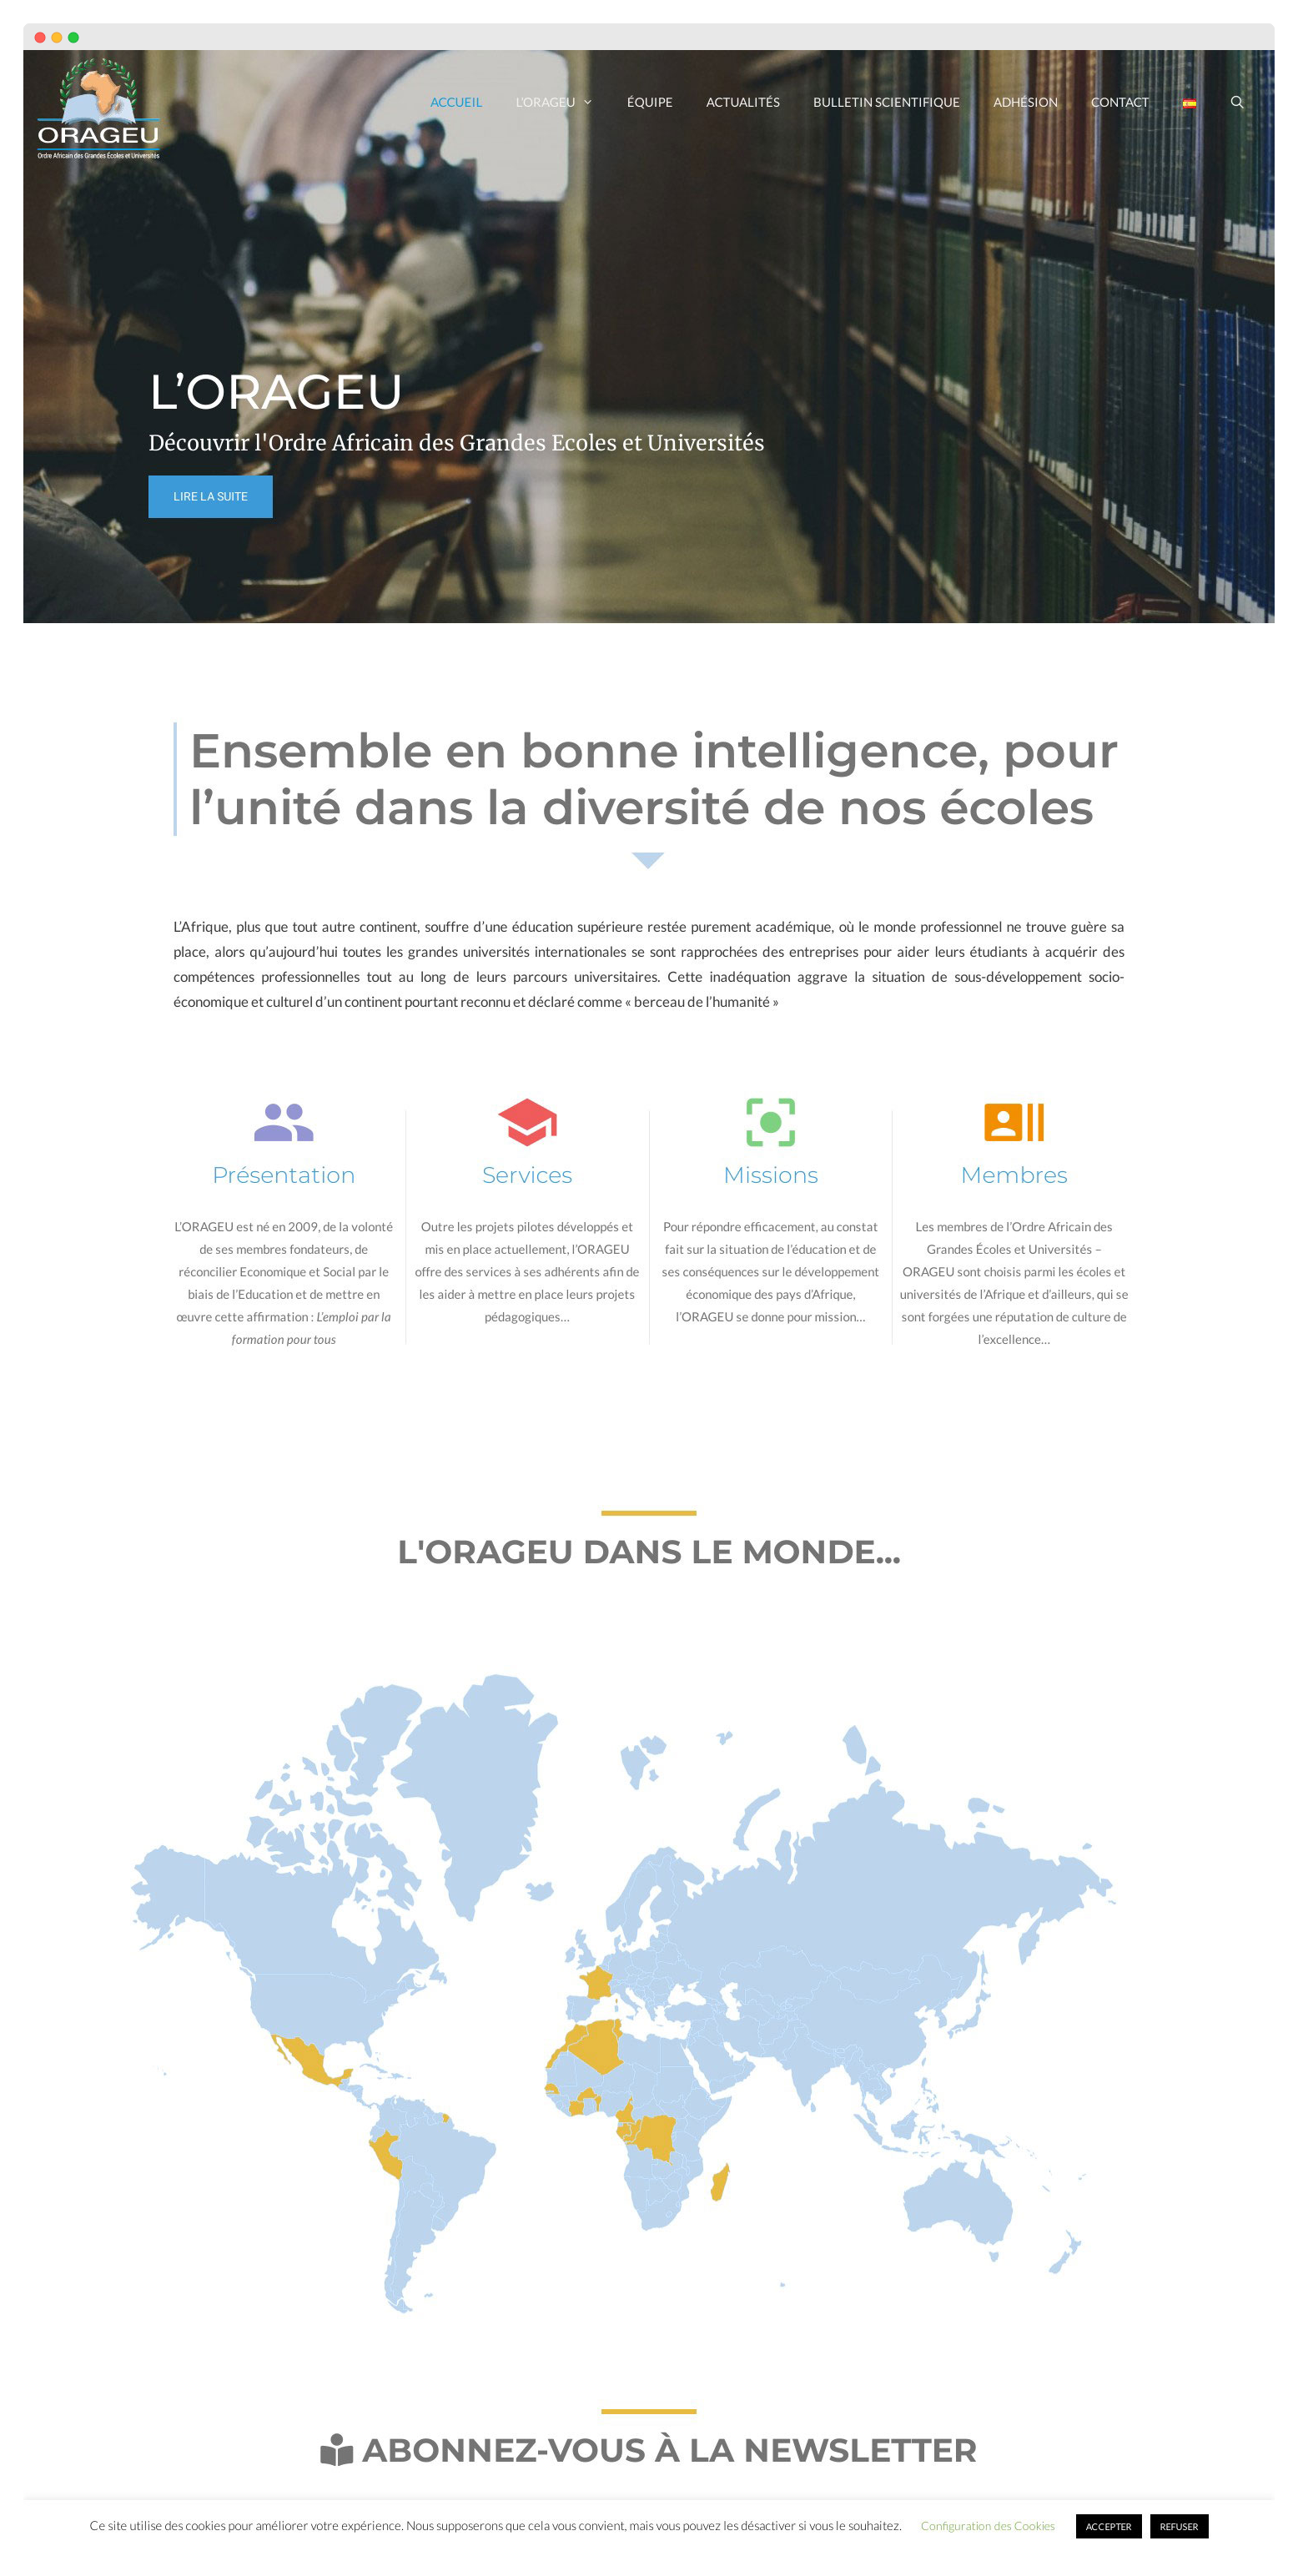 ORAGEU
Ordre Africain des Grandes Écoles et Universités
ACCUEIL
L'ORAGEU
ÉQUIPE
ACTUALITÉS
BULLETIN SCIENTIFIQUE
ADHÉSION
CONTACT
L’ORAGEU
Découvrir l'Ordre Africain des Grandes Ecoles et Universités
LIRE LA SUITE
Ensemble en bonne intelligence, pour
l’unité dans la diversité de nos écoles
L’Afrique, plus que tout autre continent, souffre d’une éducation supérieure restée purement académique, où le monde professionnel ne trouve guère sa
place, alors qu’aujourd’hui toutes les grandes universités internationales se sont rapprochées des entreprises pour aider leurs étudiants à acquérir des
compétences professionnelles tout au long de leurs parcours universitaires. Cette inadéquation aggrave la situation de sous-développement socio-
économique et culturel d’un continent pourtant reconnu et déclaré comme « berceau de l’humanité »
Présentation
L’ORAGEU est né en 2009, de la volonté
de ses membres fondateurs, de
réconcilier Economique et Social par le
biais de l’Education et de mettre en
œuvre cette affirmation : L’emploi par la
formation pour tous
Services
Outre les projets pilotes développés et
mis en place actuellement, l’ORAGEU
offre des services à ses adhérents afin de
les aider à mettre en place leurs projets
pédagogiques…
Missions
Pour répondre efficacement, au constat
fait sur la situation de l’éducation et de
ses conséquences sur le développement
économique des pays d’Afrique,
l’ORAGEU se donne pour mission…
Membres
Les membres de l’Ordre Africain des
Grandes Écoles et Universités –
ORAGEU sont choisis parmi les écoles et
universités de l’Afrique et d’ailleurs, qui se
sont forgées une réputation de culture de
l’excellence…
L'ORAGEU DANS LE MONDE...
ABONNEZ-VOUS À LA NEWSLETTER
Ce site utilise des cookies pour améliorer votre expérience. Nous supposerons que cela vous convient, mais vous pouvez les désactiver si vous le souhaitez.
Configuration des Cookies
ACCEPTER
REFUSER